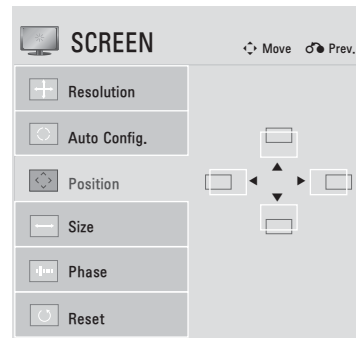 SCREEN
Move Prev.
Resolution
Auto Config.
Position
Size
Phase
Reset